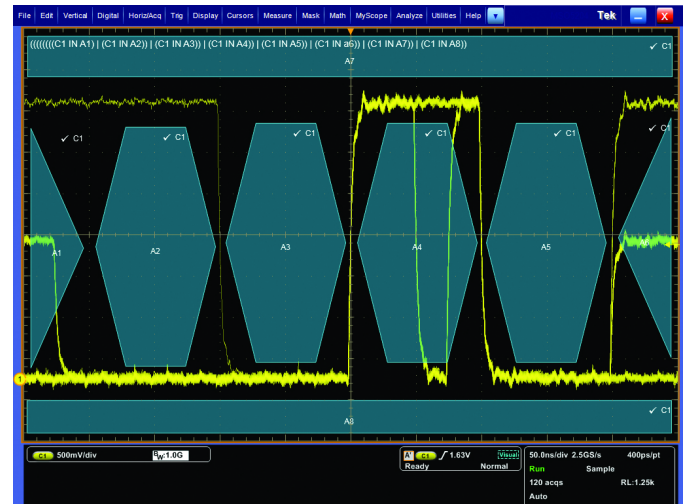 File Edit Vertical Digital Horiz/Acq Trig Display Cursors Measure Mask Math MyScope Analyze Utilities Help Tek X
((((((((C1 IN A1) | (C1 IN A2)) | (C1 IN A3)) | (C1 IN A4)) | (C1 IN A5)) | (C1 IN a6)) | (C1 IN A7)) | (C1 IN A8))
✓ C1
A7
✓ C1 ✓ C1 ✓ C1 ✓ C1 ✓ C1 ✓ C1
A1 A2 A3 A4 A5
1
✓ C1
A8
C1 500mV/div BW:1.0G
A' C1 1.63V Visual
Ready Normal
50.0ns/div 2.5GS/s 400ps/pt
Run Sample
120 acqs RL:1.25k
Auto